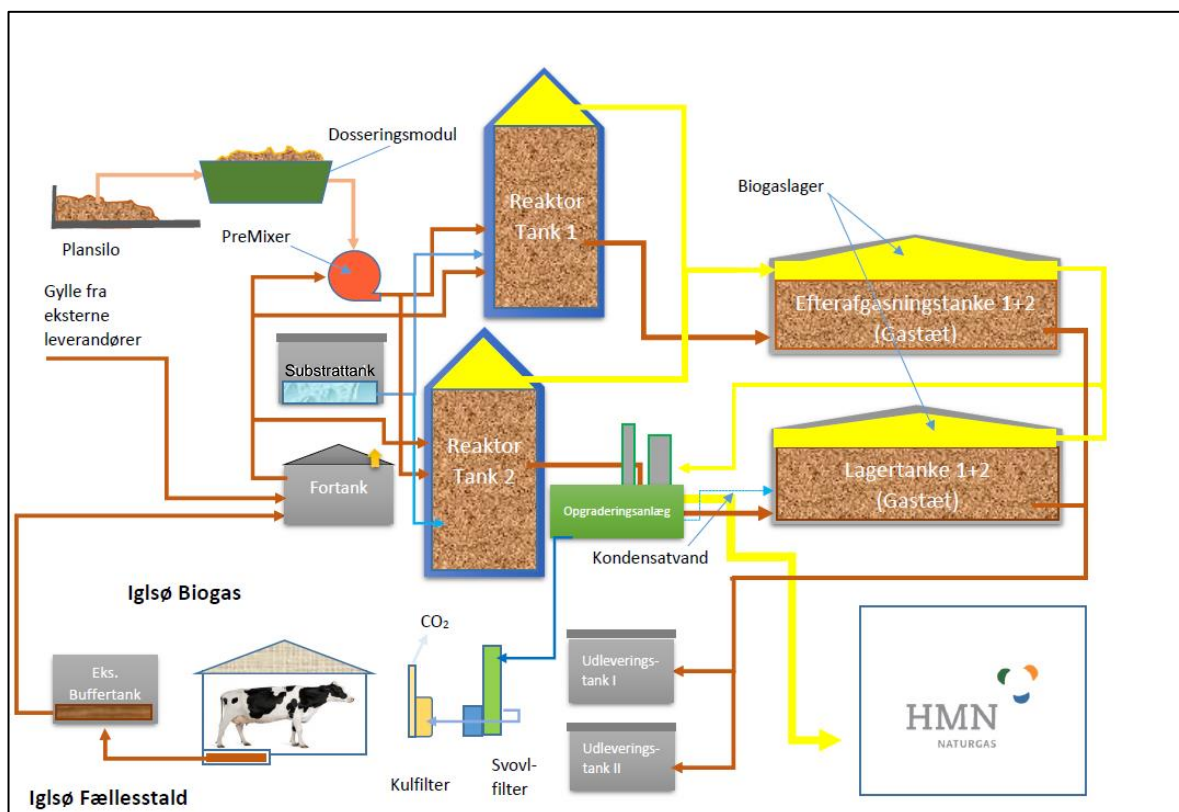 Dosseringsmodul
Plansilo
PreMixer
Gylle fra
eksterne
leverandører
Substrattank
Fortank
Reaktor
Tank 1
Reaktor
Tank 2
Biogaslager
Efterafgasningstanke 1+2
(Gastæt)
Lagertanke 1+2
(Gastæt)
Opgraderingsanlæg
Kondensatvand
Iglsø Biogas
Eks.
Buffertank
CO₂
Kulfilter
Svovl-
filter
Udleverings-
tank I
Udleverings-
tank II
HMN
NATURGAS
Iglsø Fællesstald